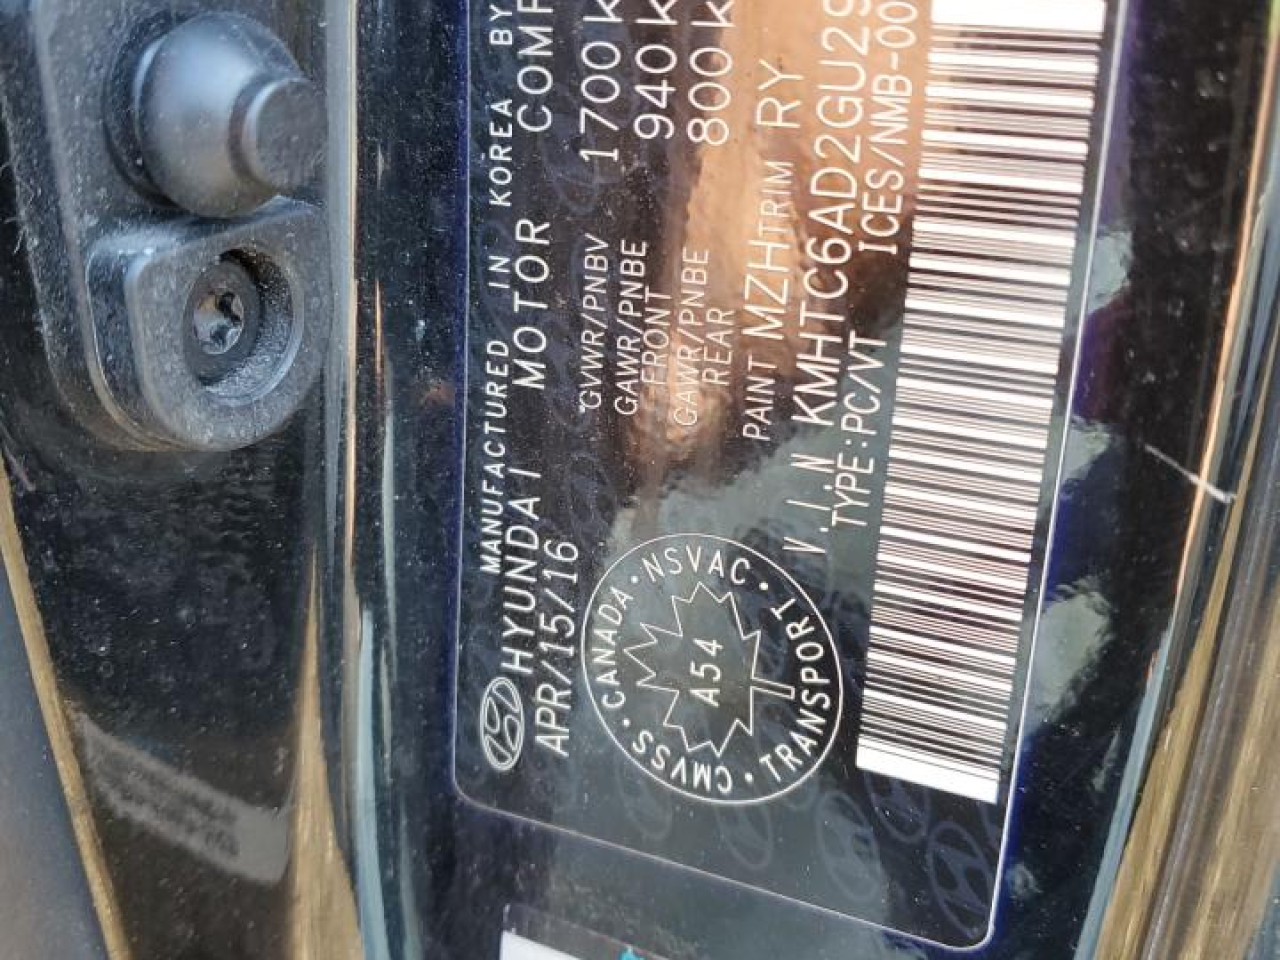 MANUFACTURED IN KOREA BY
HYUNDAI MOTOR COMP
APR/15/16
GVWR/PNBV 1700 k
GAWR/PNBE FRONT 940 k
GAWR/PNBE REAR 800 k
PAINT MZH TRIM RY
V.I.N KMHTC6AD2GU29
TYPE:PC/VT ICES/NMB-00
CANADA · NSVAC · TRANSPORT · CMVSS ·
A54